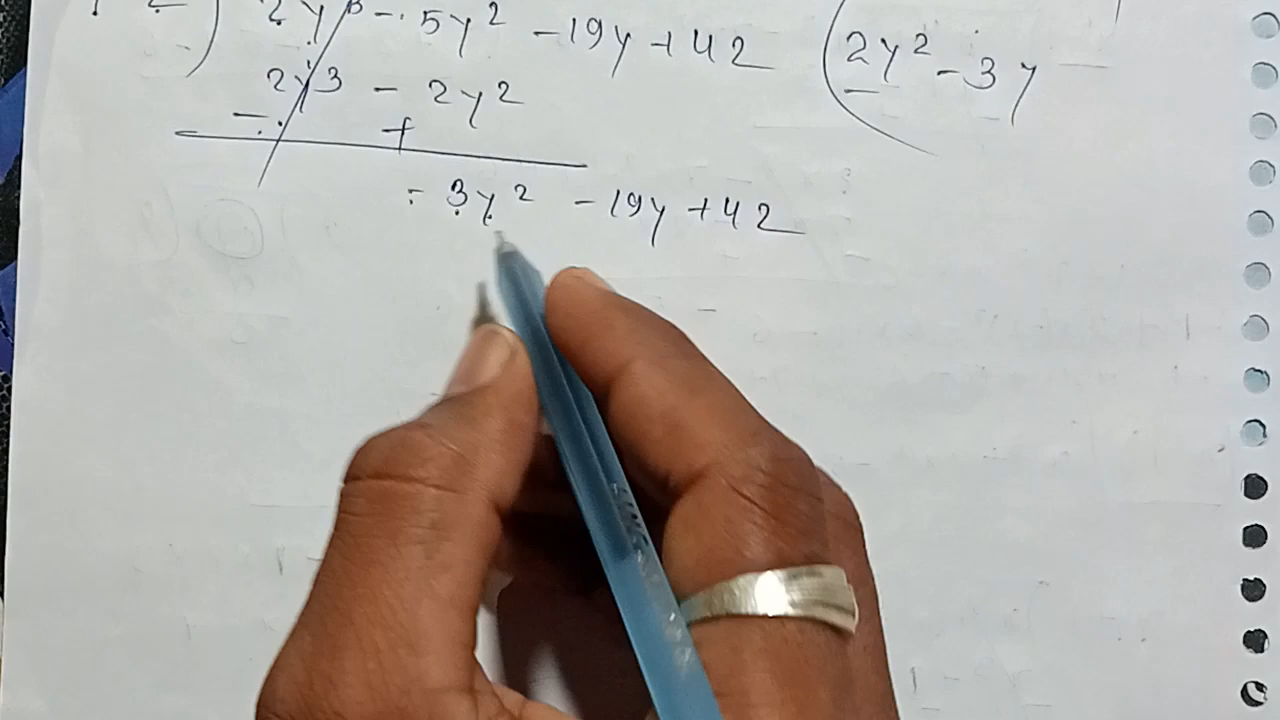 ) 2y³ - 5y² - 19y + 42 ( 2y² - 3y
2y³ - 2y²
- +
- 3y² - 19y + 42